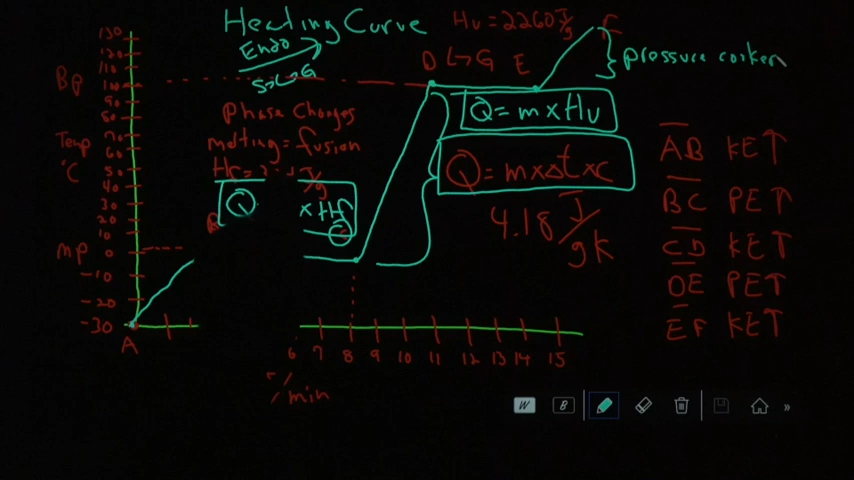 Heating Curve
Hv = 2260 J/g
F
Endo
S→L→G
D L→G E
pressure cooker
130
120
110
Bp 100
90
80
70
Temp 60
°C 50
40
30
20
10
mp 0
-10
-20
-30
A
phase Changes
melting = fusion
J/g
Q
x Hf
C
Q = m x Hv
Q = m x Δt x c
4.18 J/gK
AB KE↑
BC PE↑
CD KE↑
DE PE↑
EF KE↑
6 7 8 9 10 11 12 13 14 15
/min
W B »